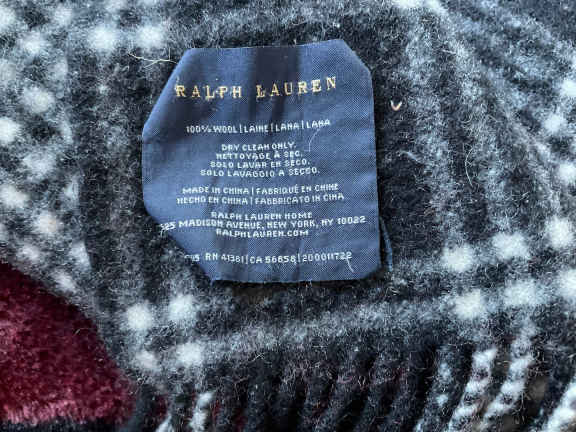 RALPH LAUREN
100% WOOL|LAINE|LANA|LANA
DRY CLEAN ONLY
NETTOYAGE À SEC.
SOLO LAVAR EN SECO.
SOLO LAVAGGIO A SECCO.
MADE IN CHINA|FABRIQUÉ EN CHINE
HECHO EN CHINA|FABBRICATO IN CINA
RALPH LAUREN HOME
MADISON AVENUE, NEW YORK, NY 10022
RALPHLAUREN.COM
RN 41381|CA 56658|200011722